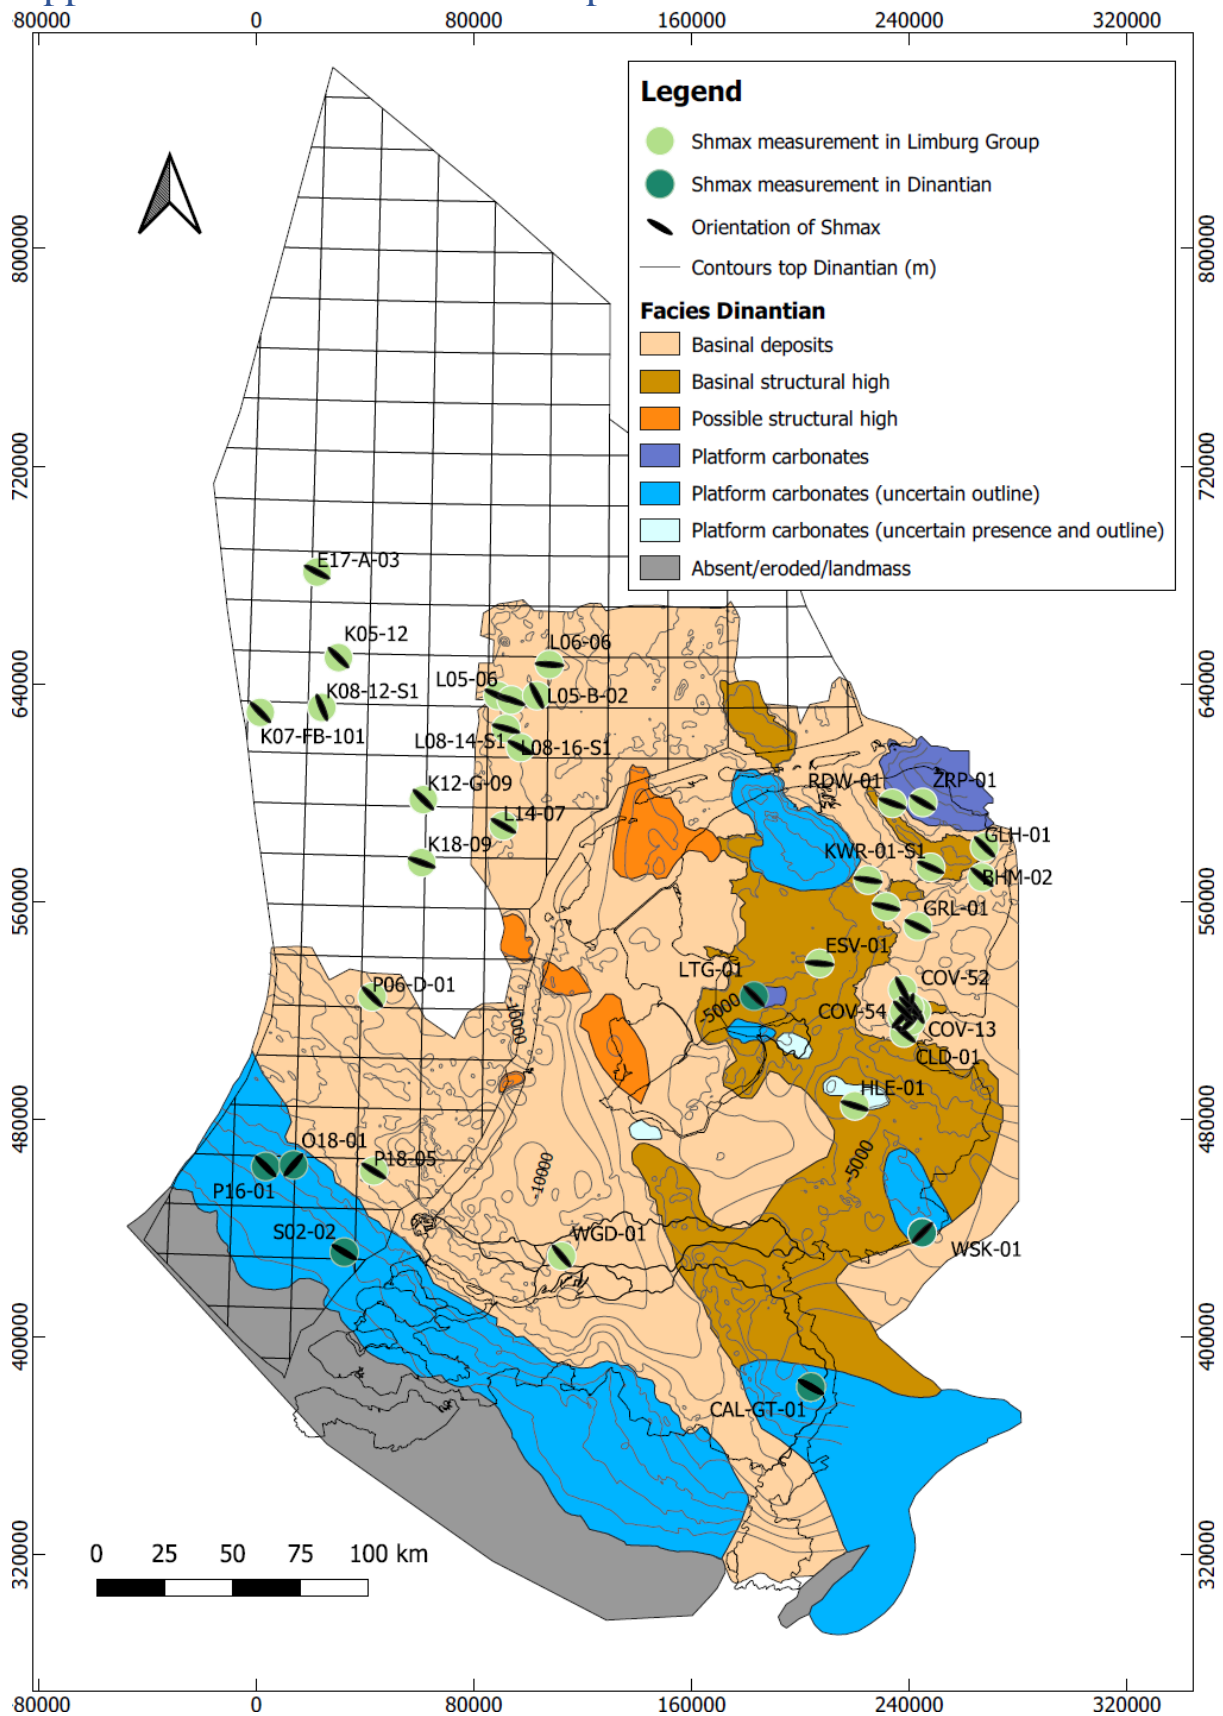 80000 0 80000 160000 240000 320000
Legend
Shmax measurement in Limburg Group
Shmax measurement in Dinantian
Orientation of Shmax
Contours top Dinantian (m)
Facies Dinantian
Basinal deposits
Basinal structural high
Possible structural high
Platform carbonates
Platform carbonates (uncertain outline)
Platform carbonates (uncertain presence and outline)
Absent/eroded/landmass
800000 800000
720000 720000
640000 640000
560000 560000
480000 480000
400000 400000
320000 320000
E17-A-03
K05-12
L06-06
L05-06
K08-12-S1
L05-B-02
K07-FB-101
L08-14-S1
L08-16-S1
RDW-01
ZRP-01
K12-G-09
L14-07
GLH-01
K18-09
KWR-01-S1
BHM-02
GRL-01
ESV-01
LTG-01
COV-52
P06-D-01
-5000
-10000
COV-54
COV-13
CLD-01
HLE-01
O18-01
P18-05
-5000
-10000
P16-01
S02-02
WGD-01
WSK-01
CAL-GT-01
0 25 50 75 100 km
-80000 0 80000 160000 240000 320000